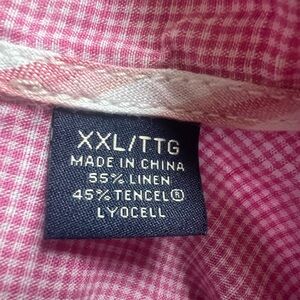 XXL/TTG
MADE IN CHINA
55% LINEN
45% TENCEL®
LYOCELL